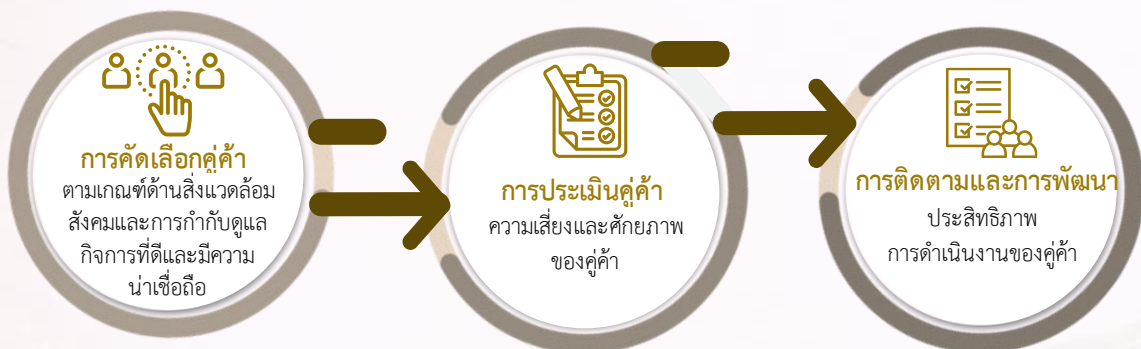 การคัดเลือกคู่ค้า
ตามเกณฑ์ด้านสิ่งแวดล้อม
สังคมและการกำกับดูแล
กิจการที่ดีและมีความ
น่าเชื่อถือ
การประเมินคู่ค้า
ความเสี่ยงและศักยภาพ
ของคู่ค้า
การติดตามและการพัฒนา
ประสิทธิภาพ
การดำเนินงานของคู่ค้า